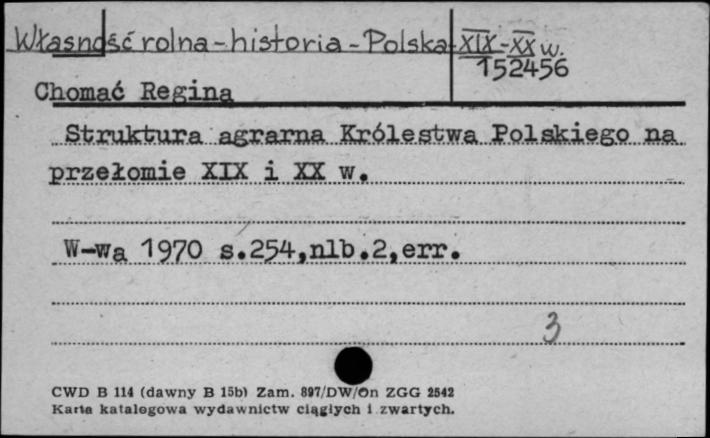 Własność rolna - historia - Polska - XIX-XX w.
152456
Chomać Regina
Struktura agrarna Królestwa Polskiego na
przełomie XIX i XX w.
W-wa 1970 s.254,nlb.2,err.
3
CWD B 114 (dawny B 15b) Zam. 897/DW/On ZGG 2542
Karta katalogowa wydawnictw ciągłych i zwartych.